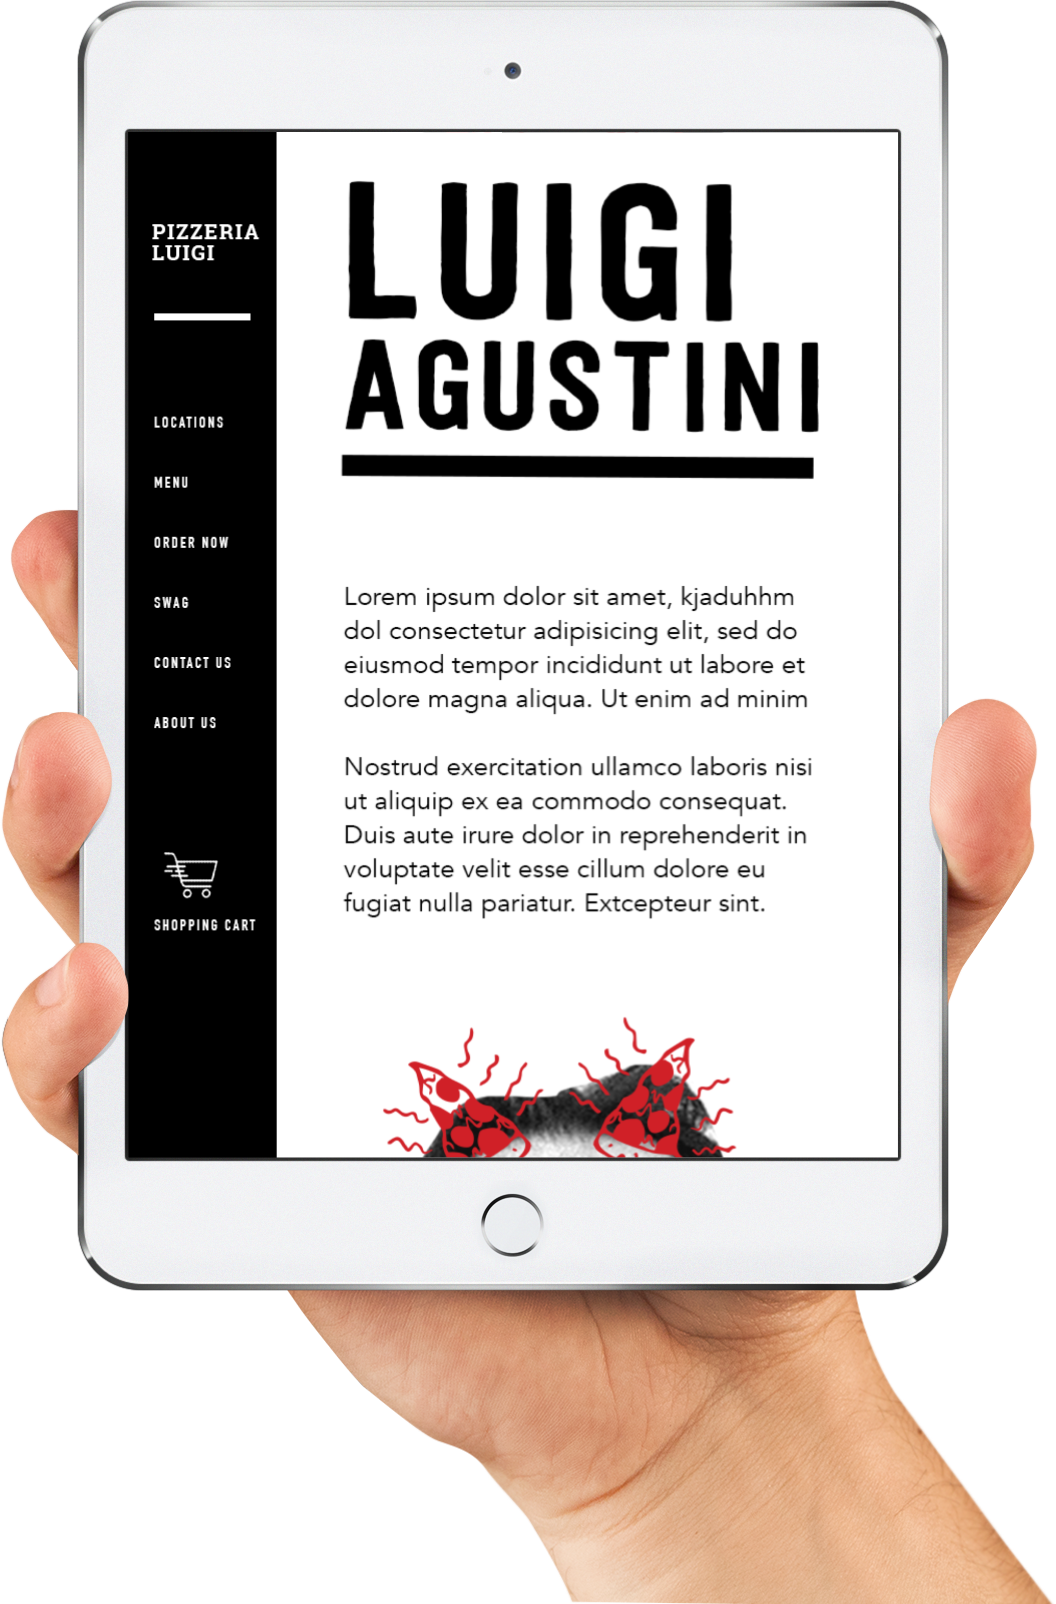 PIZZERIA
LUIGI
LOCATIONS
MENU
ORDER NOW
SWAG
CONTACT US
ABOUT US
SHOPPING CART
LUIGI
AGUSTINI
Lorem ipsum dolor sit amet, kjaduhhm
dol consectetur adipisicing elit, sed do
eiusmod tempor incididunt ut labore et
dolore magna aliqua. Ut enim ad minim
Nostrud exercitation ullamco laboris nisi
ut aliquip ex ea commodo consequat.
Duis aute irure dolor in reprehenderit in
voluptate velit esse cillum dolore eu
fugiat nulla pariatur. Extcepteur sint.